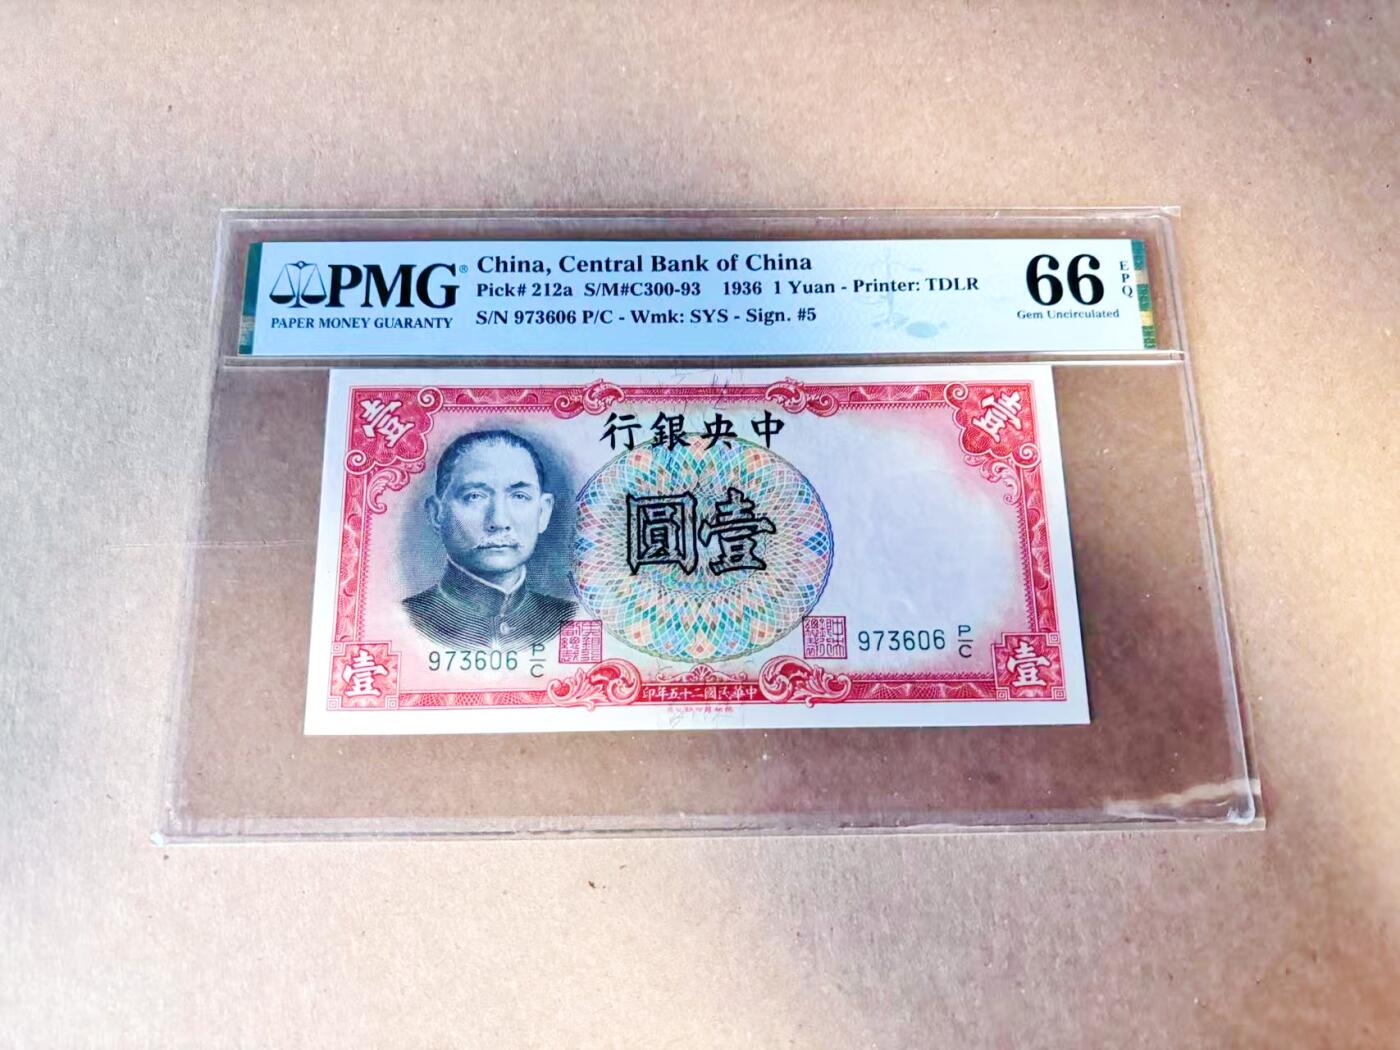 PMG®
PAPER MONEY GUARANTY
China, Central Bank of China
Pick# 212a S/M#C300-93 1936 1 Yuan - Printer: TDLR
S/N 973606 P/C - Wmk: SYS - Sign. #5
66
EPQ
Gem Uncirculated
壹
壹
中央銀行
壹圓
973606 P/C
973606 P/C
壹
壹
中華民國二十五年印